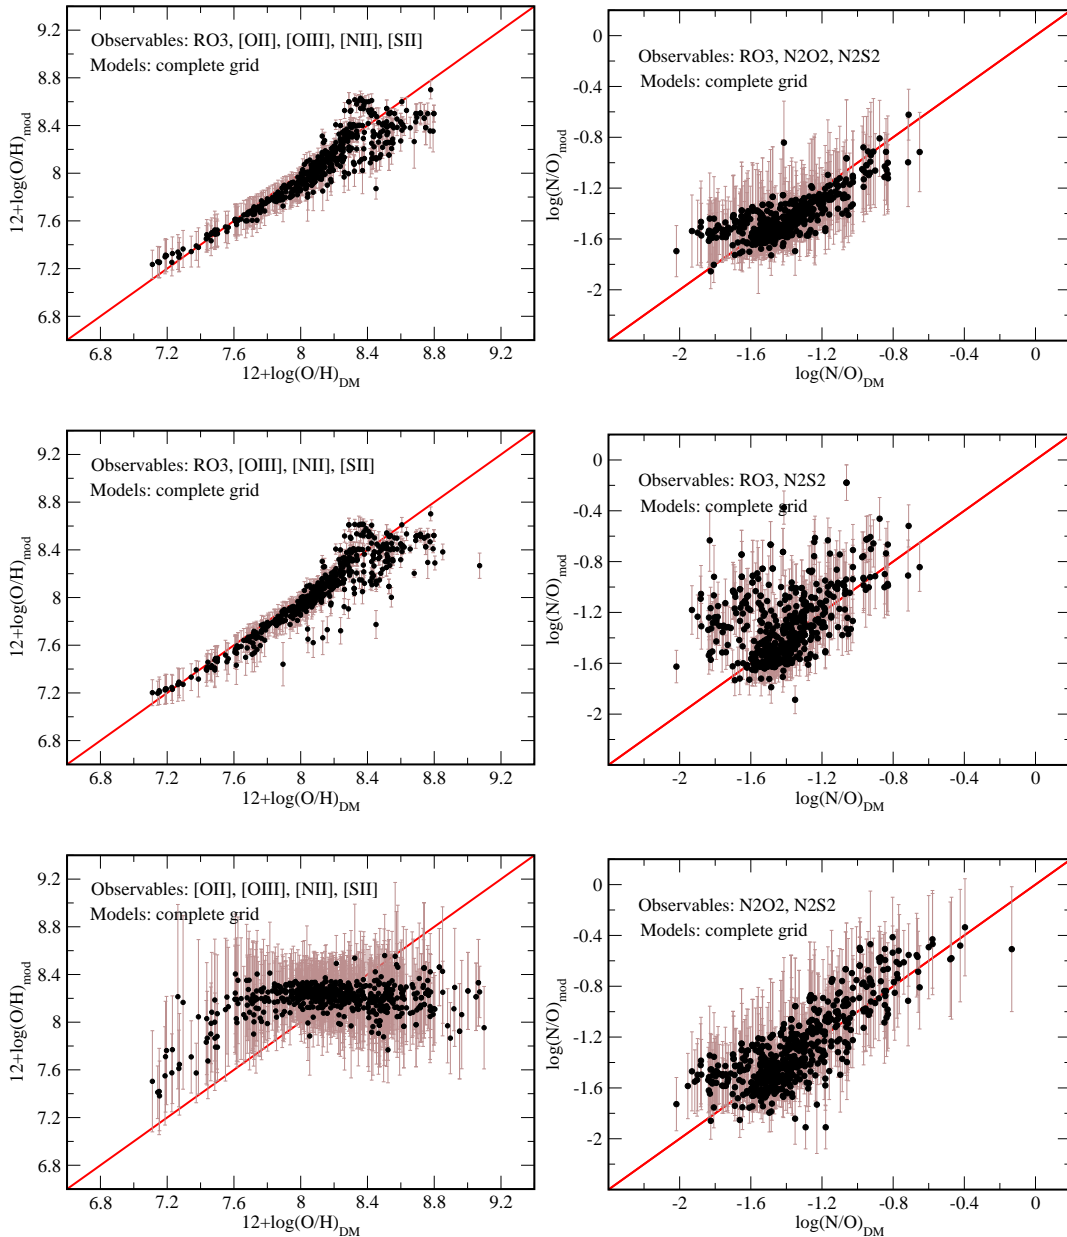 Observables: RO3, [OII], [OIII], [NII], [SII]
Models: complete grid
9.2
8.8
8.4
8
7.6
7.2
6.8
12+log(O/H)mod
6.8 7.2 7.6 8 8.4 8.8 9.2
12+log(O/H)DM
Observables: RO3, N2O2, N2S2
Models: complete grid
0
-0.4
-0.8
-1.2
-1.6
-2
log(N/O)mod
-2 -1.6 -1.2 -0.8 -0.4 0
log(N/O)DM
Observables: RO3, [OIII], [NII], [SII]
Models: complete grid
9.2
8.8
8.4
8
7.6
7.2
6.8
12+log(O/H)mod
6.8 7.2 7.6 8 8.4 8.8 9.2
12+log(O/H)DM
Observables: RO3, N2S2
Models: complete grid
0
-0.4
-0.8
-1.2
-1.6
-2
log(N/O)mod
-2 -1.6 -1.2 -0.8 -0.4 0
log(N/O)DM
Observables: [OII], [OIII], [NII], [SII]
Models: complete grid
9.2
8.8
8.4
8
7.6
7.2
6.8
12+log(O/H)mod
6.8 7.2 7.6 8 8.4 8.8 9.2
12+log(O/H)DM
Observables: N2O2, N2S2
Models: complete grid
0
-0.4
-0.8
-1.2
-1.6
-2
log(N/O)mod
-2 -1.6 -1.2 -0.8 -0.4 0
log(N/O)DM